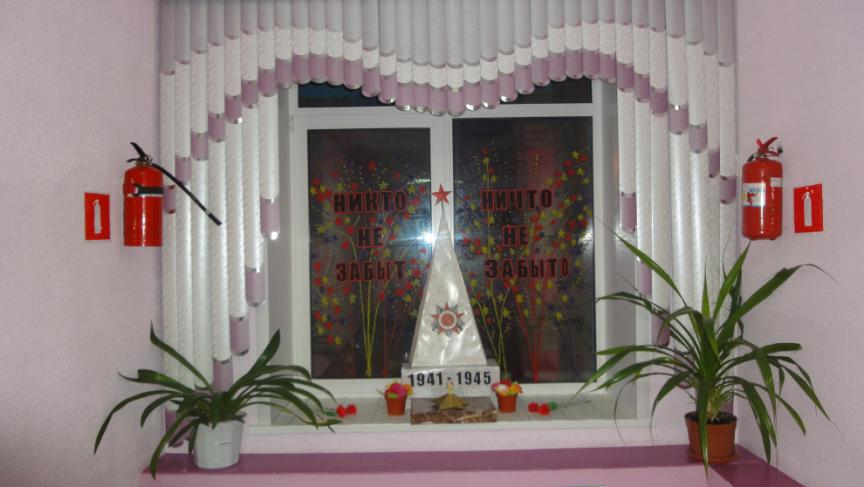 НИКТО
НЕ
ЗАБЫТ
НИЧТО
НЕ
ЗАБЫТО
1941-1945